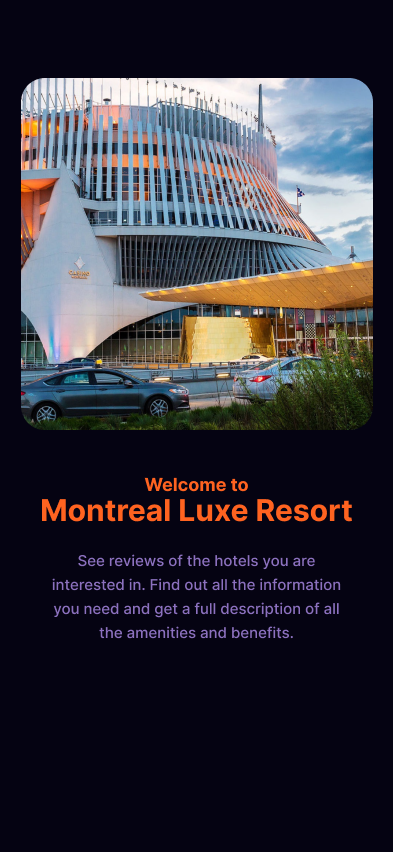 Welcome to
Montreal Luxe Resort
See reviews of the hotels you are
interested in. Find out all the information
you need and get a full description of all
the amenities and benefits.